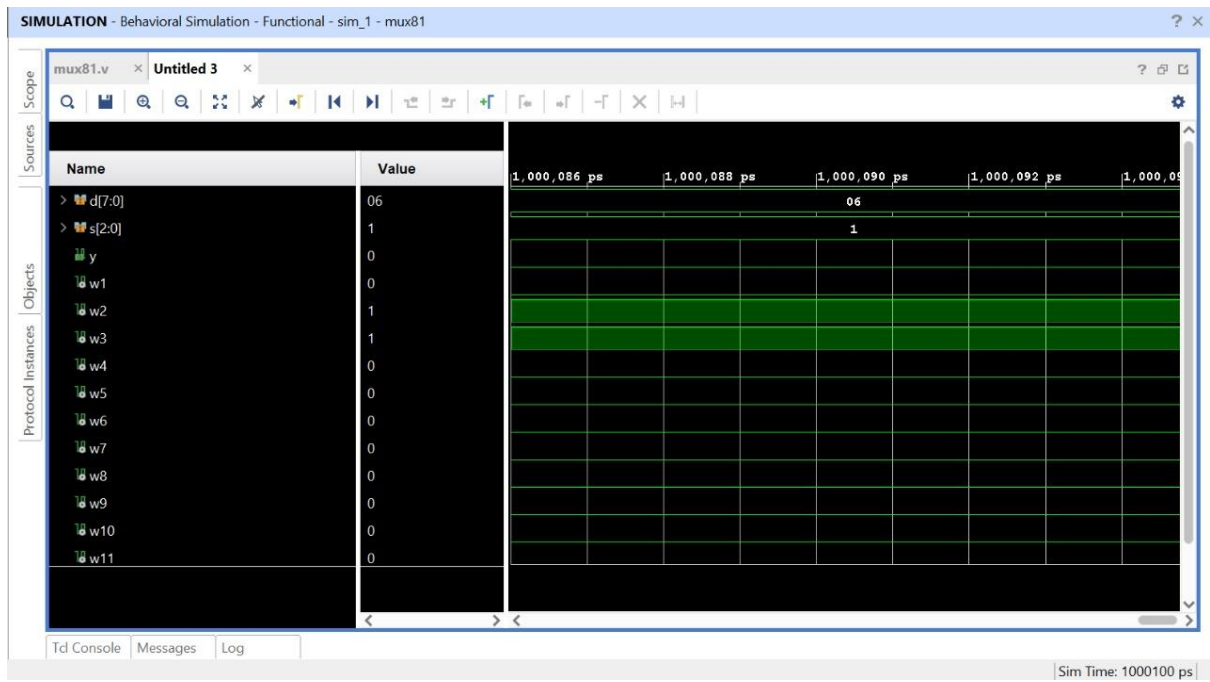 SIMULATION - Behavioral Simulation - Functional - sim_1 - mux81
? ×
Scope
Sources
Objects
Protocol Instances
mux81.v × Untitled 3 ×
?
Name Value
1,000,086 ps 1,000,088 ps 1,000,090 ps 1,000,092 ps 1,000,09
> d[7:0] 06 06
> s[2:0] 1 1
y 0
w1 0
w2 1
w3 1
w4 0
w5 0
w6 0
w7 0
w8 0
w9 0
w10 0
w11 0
Tcl Console Messages Log
Sim Time: 1000100 ps